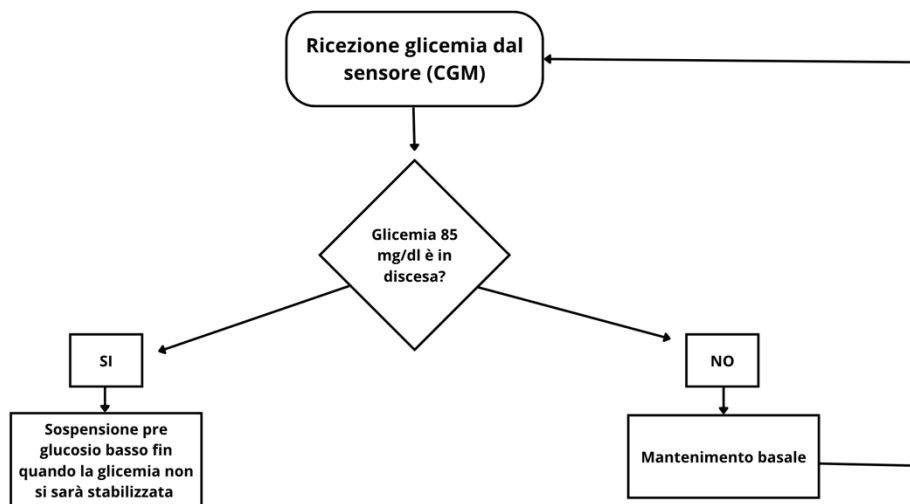 Ricezione glicemia dal
sensore (CGM)
Glicemia 85
mg/dl è in
discesa?
SI
NO
Sospensione pre
glucosio basso fin
quando la glicemia non
si sarà stabilizzata
Mantenimento basale